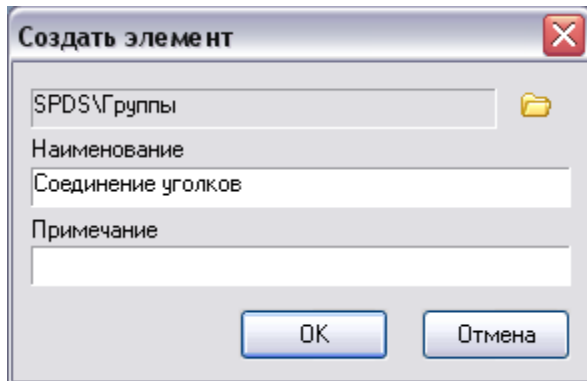 Создать элемент
SPDS\Группы
Наименование
Соединение уголков
Примечание
OK
Отмена